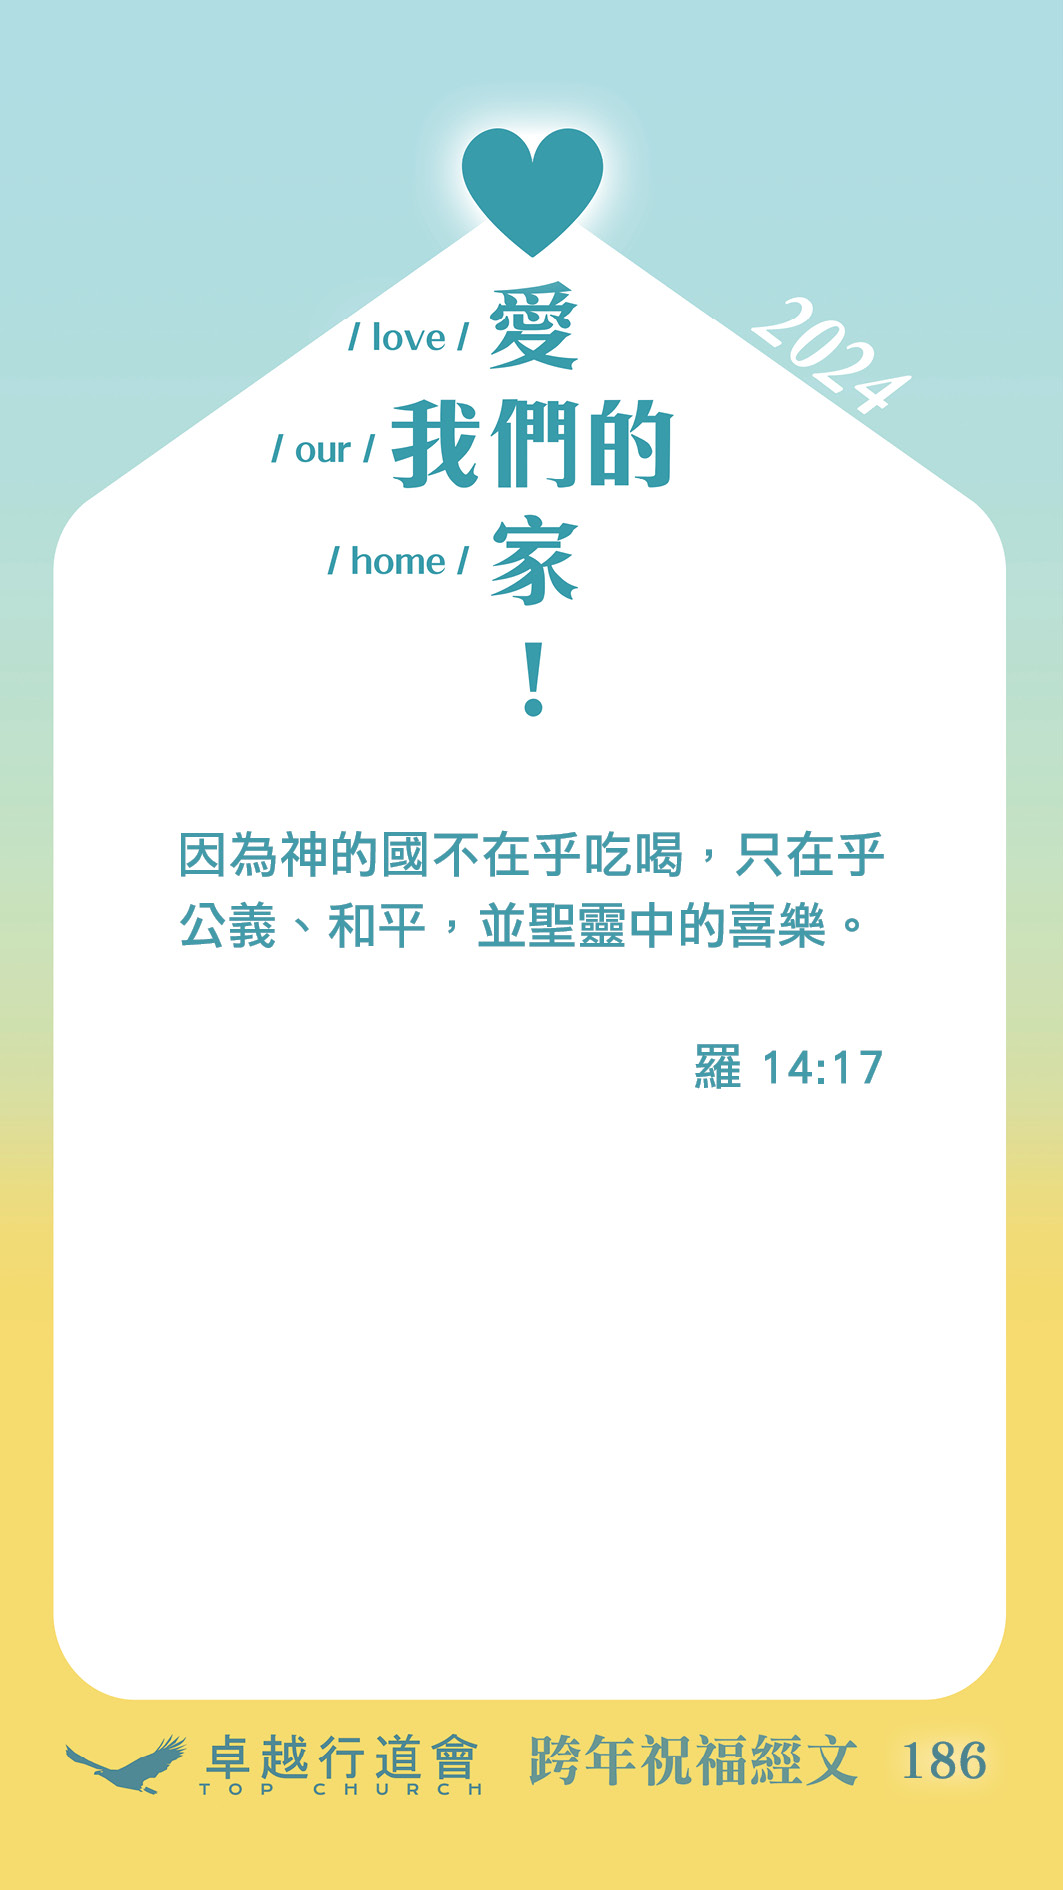 2024
/ love / 愛
/ our / 我們的
/ home / 家
!
因為神的國不在乎吃喝，只在乎
公義、和平，並聖靈中的喜樂。
羅 14:17
卓越行道會
TOP CHURCH
跨年祝福經文 186